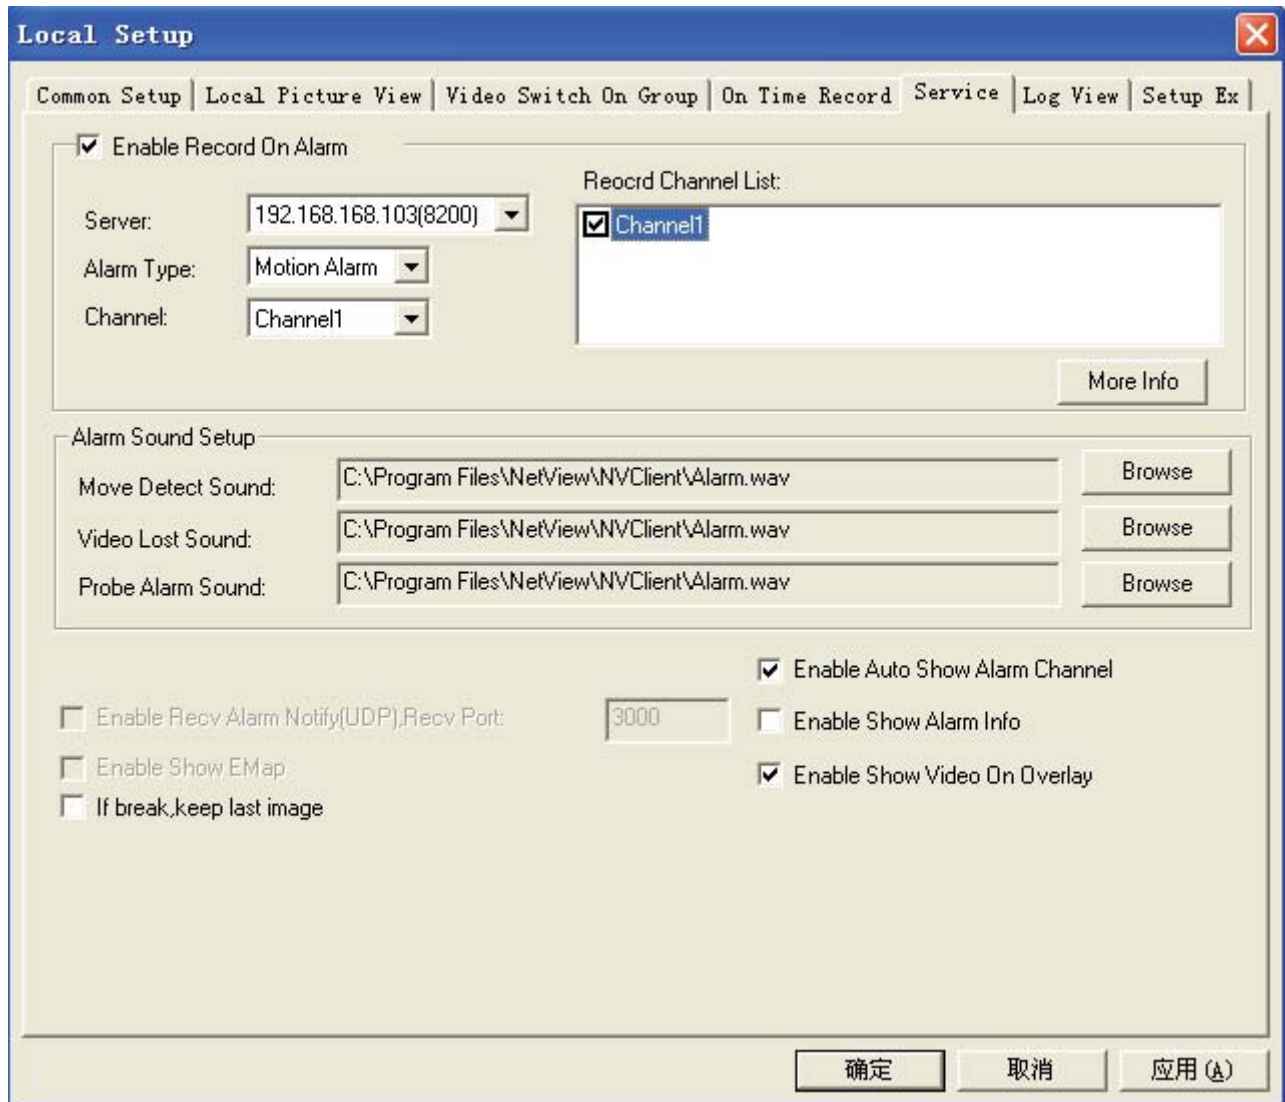 Local Setup
Common Setup Local Picture View Video Switch On Group On Time Record Service Log View Setup Ex
Enable Record On Alarm
Reocrd Channel List:
Server: 192.168.168.103(8200)
Channel1
Alarm Type: Motion Alarm
Channel: Channel1
More Info
Alarm Sound Setup
Move Detect Sound: C:\Program Files\NetView\NVClient\Alarm.wav Browse
Video Lost Sound: C:\Program Files\NetView\NVClient\Alarm.wav Browse
Probe Alarm Sound: C:\Program Files\NetView\NVClient\Alarm.wav Browse
Enable Auto Show Alarm Channel
Enable Recv Alarm Notify(UDP),Recv Port: 3000 Enable Show Alarm Info
Enable Show EMap Enable Show Video On Overlay
If break,keep last image
确定 取消 应用(A)